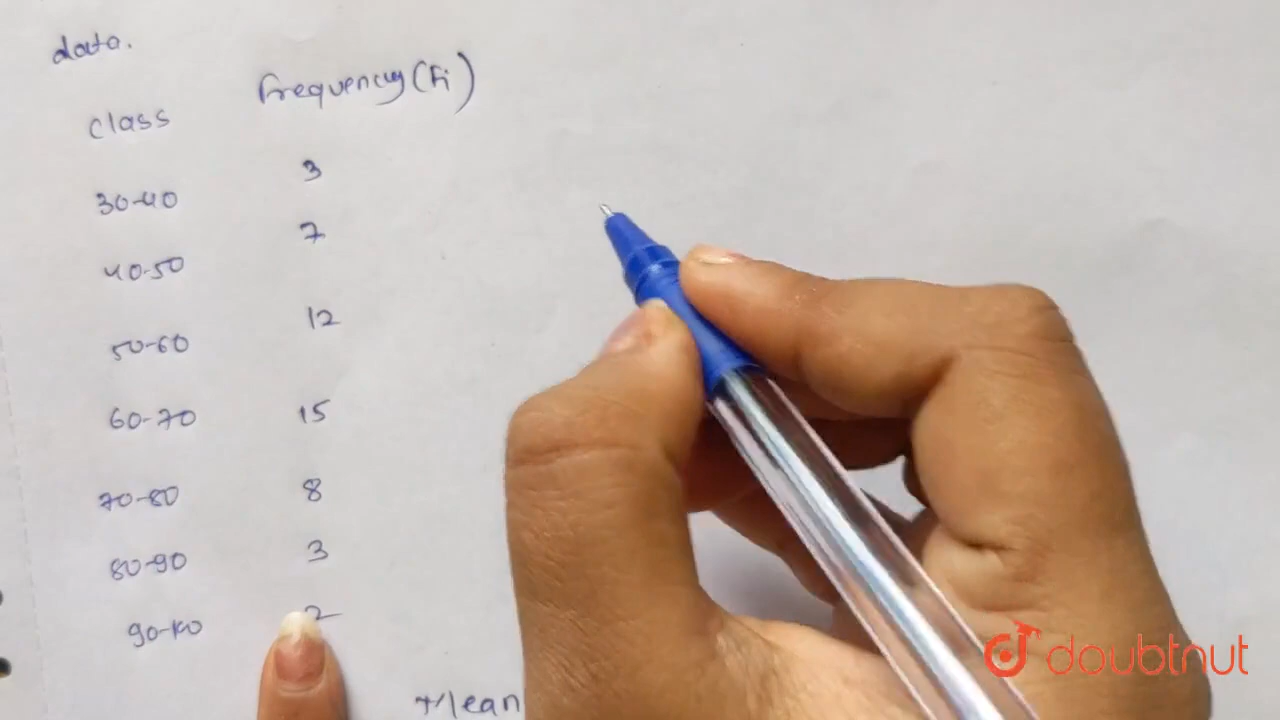 data.
class Frequency (Fi)
30-40 3
40-50 7
50-60 12
60-70 15
70-80 8
80-90 3
90-100 2
Mean
doubtnut